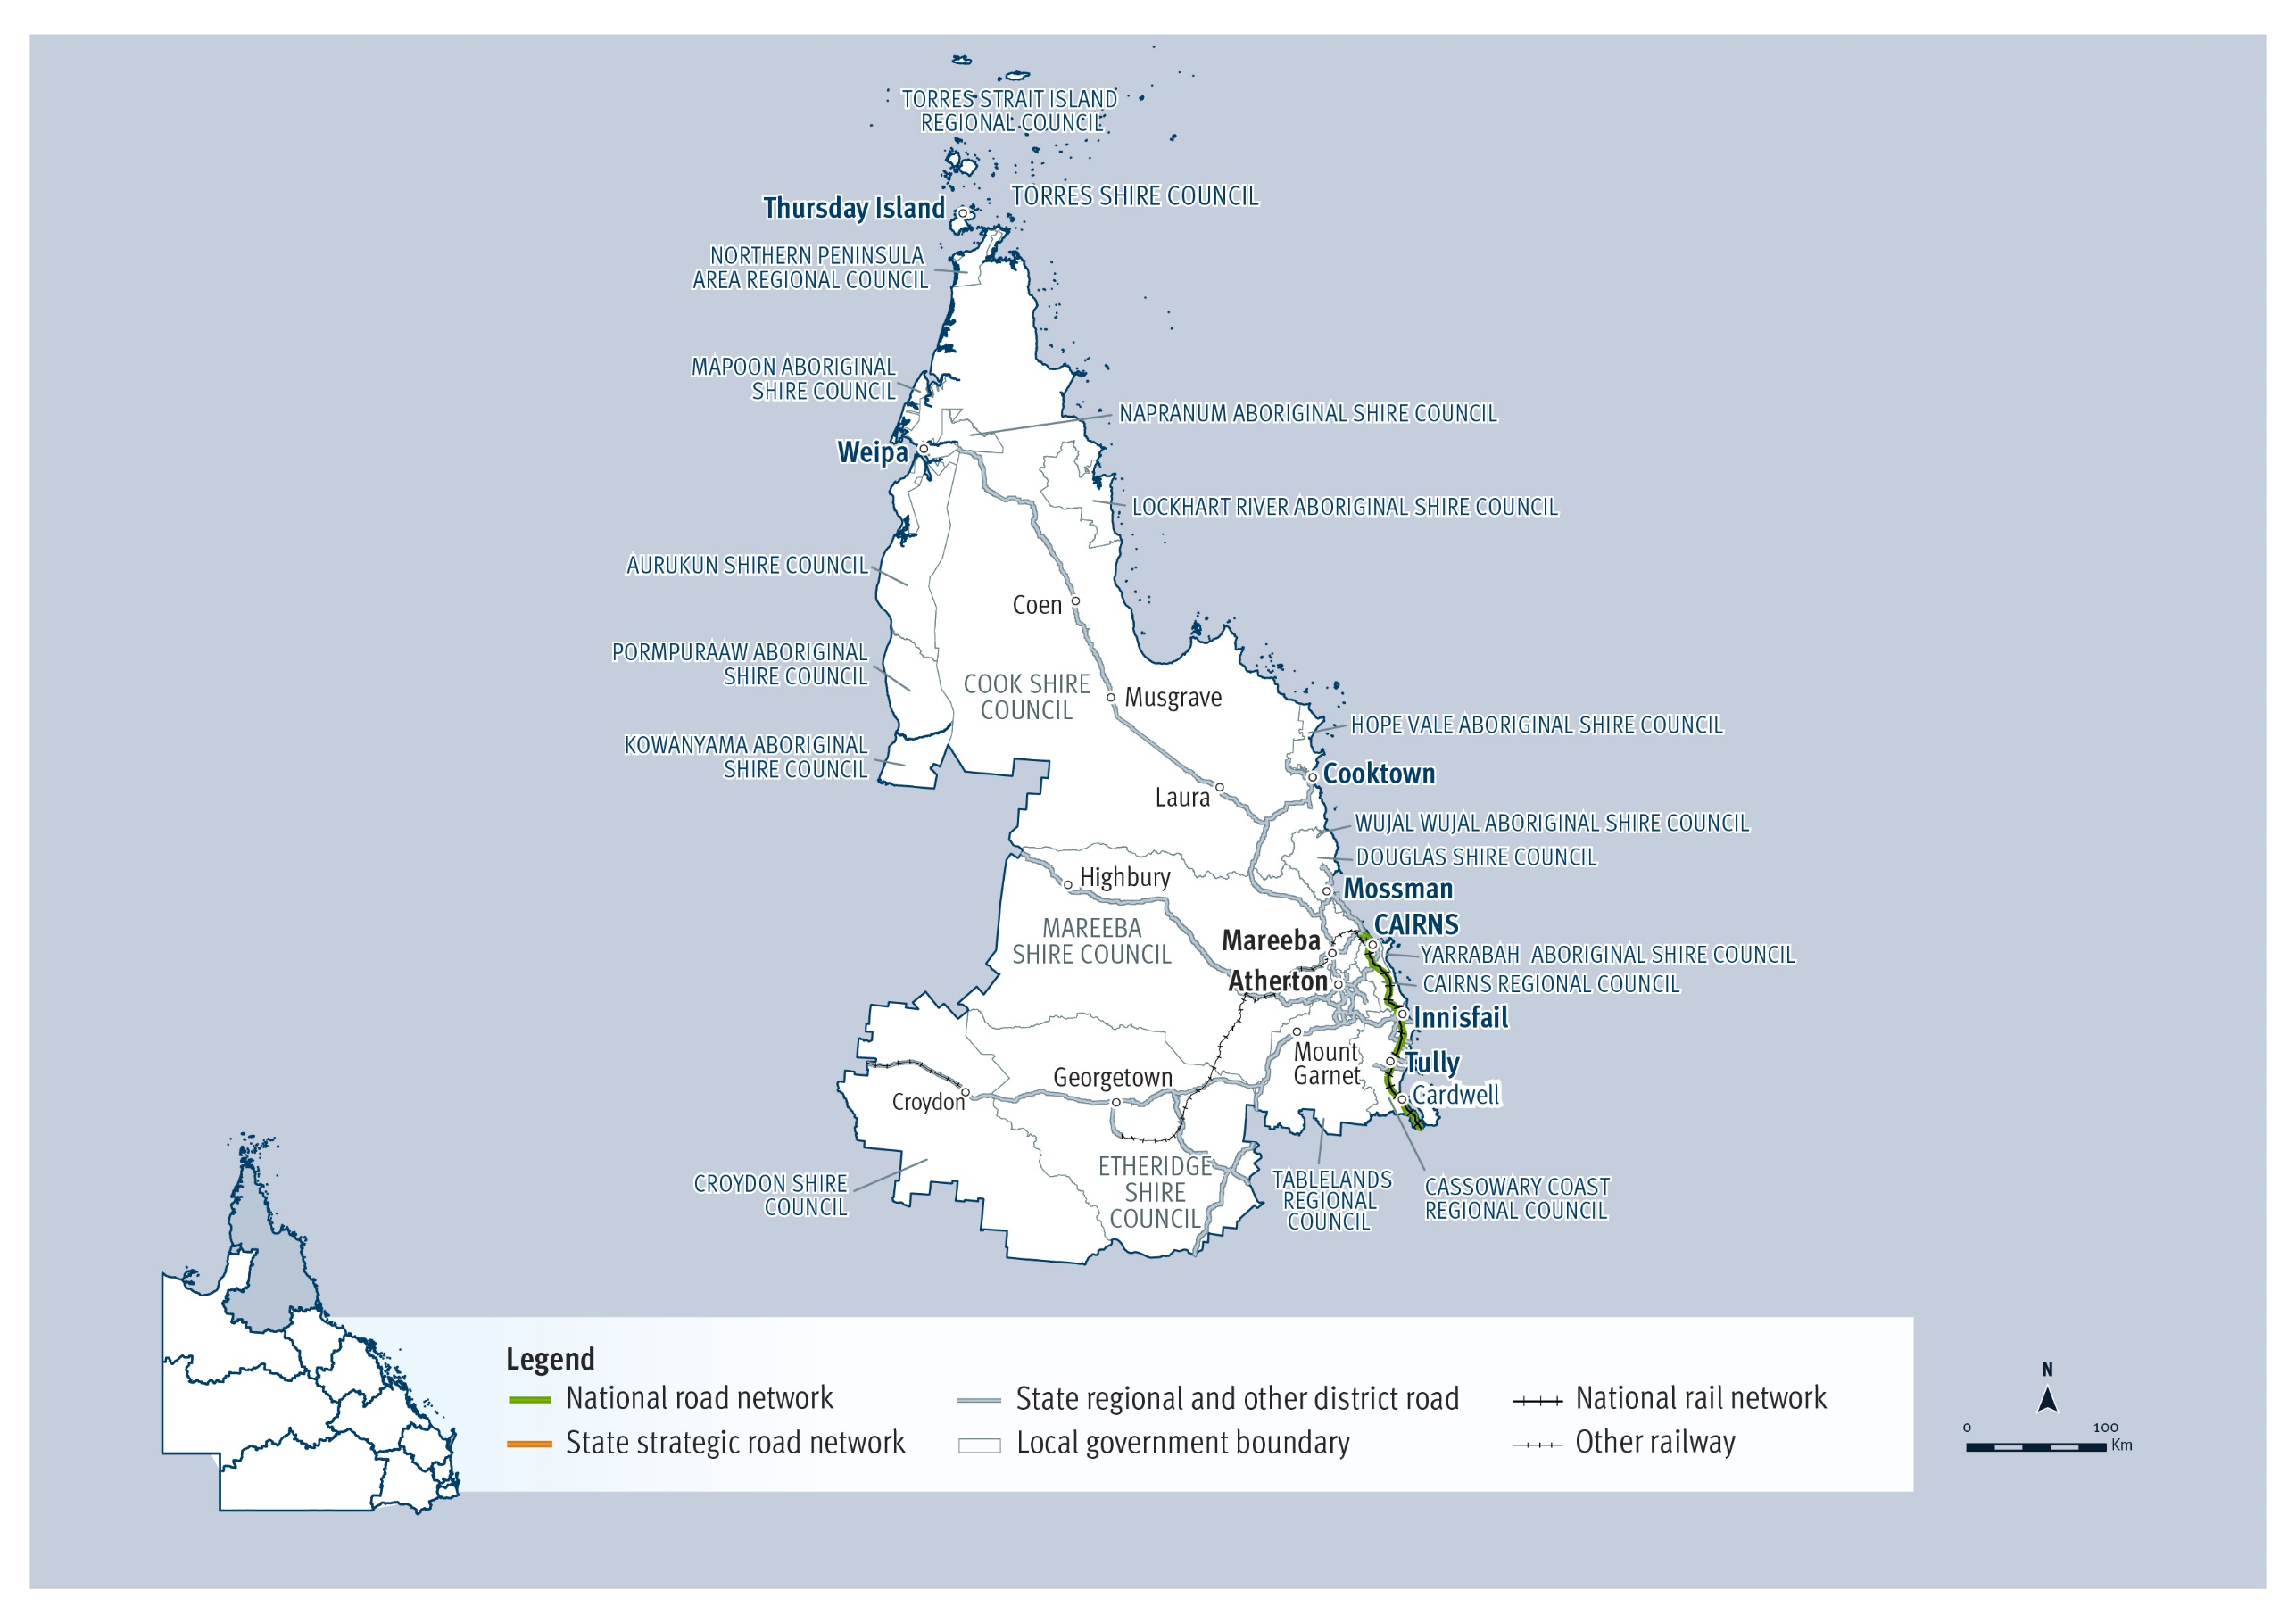 TORRES STRAIT ISLAND
REGIONAL COUNCIL
TORRES SHIRE COUNCIL
Thursday Island
NORTHERN PENINSULA
AREA REGIONAL COUNCIL
MAPOON ABORIGINAL
SHIRE COUNCIL
NAPRANUM ABORIGINAL SHIRE COUNCIL
Weipa
LOCKHART RIVER ABORIGINAL SHIRE COUNCIL
AURUKUN SHIRE COUNCIL
Coen
PORMPURAAW ABORIGINAL
SHIRE COUNCIL
COOK SHIRE
COUNCIL
Musgrave
HOPE VALE ABORIGINAL SHIRE COUNCIL
KOWANYAMA ABORIGINAL
SHIRE COUNCIL
Cooktown
Laura
WUJAL WUJAL ABORIGINAL SHIRE COUNCIL
DOUGLAS SHIRE COUNCIL
Highbury
Mossman
MAREEBA
SHIRE COUNCIL
CAIRNS
Mareeba
YARRABAH ABORIGINAL SHIRE COUNCIL
Atherton
CAIRNS REGIONAL COUNCIL
Innisfail
Mount
Garnet
Tully
Georgetown
Cardwell
Croydon
ETHERIDGE
SHIRE
COUNCIL
CROYDON SHIRE
COUNCIL
TABLELANDS
REGIONAL
COUNCIL
CASSOWARY COAST
REGIONAL COUNCIL
Legend
National road network
State strategic road network
State regional and other district road
Local government boundary
National rail network
Other railway
N
0 100
Km